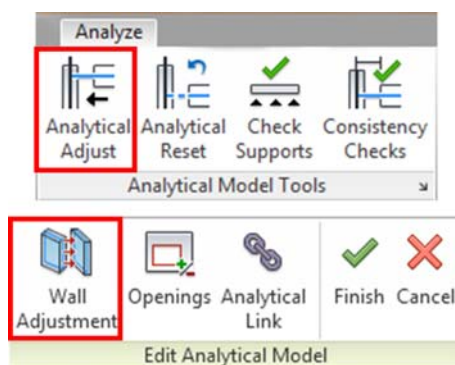 Analyze
Analytical Analytical Check Consistency
Adjust Reset Supports Checks
Analytical Model Tools
Wall Openings Analytical Finish Cancel
Adjustment Link
Edit Analytical Model